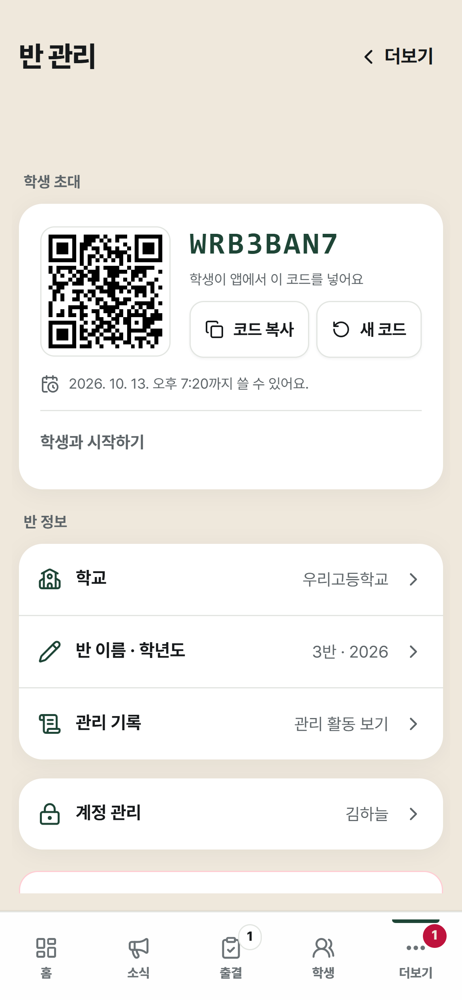 반 관리
더보기
학생 초대
WRB3BAN7
학생이 앱에서 이 코드를 넣어요
코드 복사
새 코드
2026. 10. 13. 오후 7:20까지 쓸 수 있어요.
학생과 시작하기
반 정보
학교
우리고등학교
반 이름 · 학년도
3반 · 2026
관리 기록
관리 활동 보기
계정 관리
김하늘
1
1
홈
소식
출결
학생
더보기